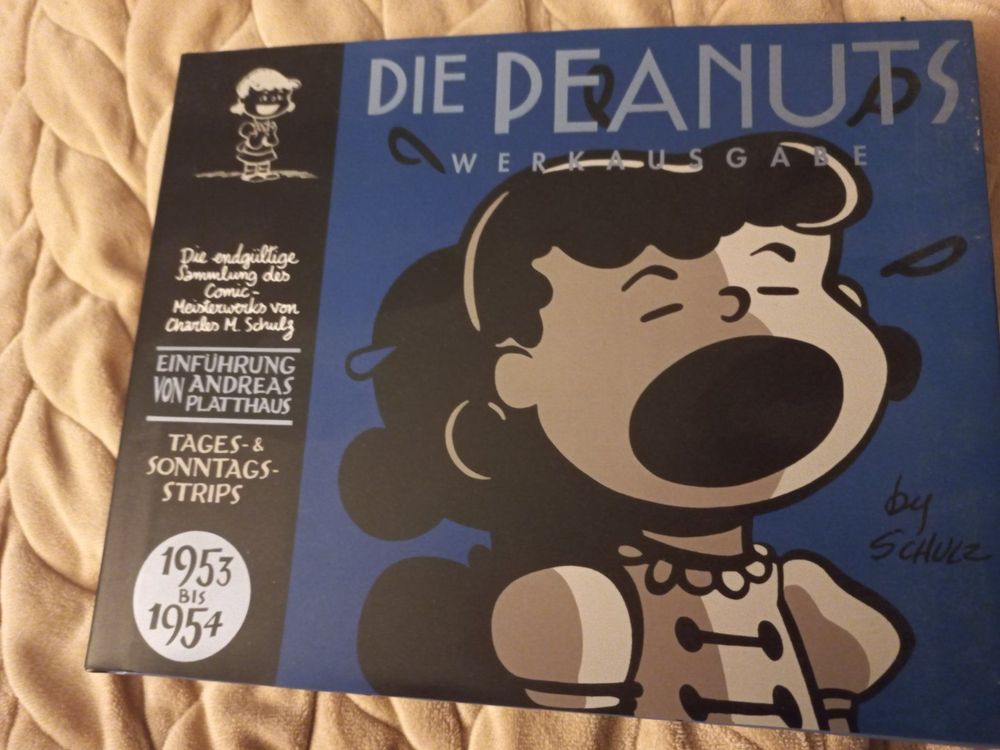 DIE PEANUTS
WERKAUSGABE
Die endgültige
Sammlung des
Comic-
Meisterwerks von
Charles M. Schulz
EINFÜHRUNG
VON ANDREAS
PLATTHAUS
TAGES- &
SONNTAGS-
STRIPS
1953
BIS
1954
by
SCHULZ